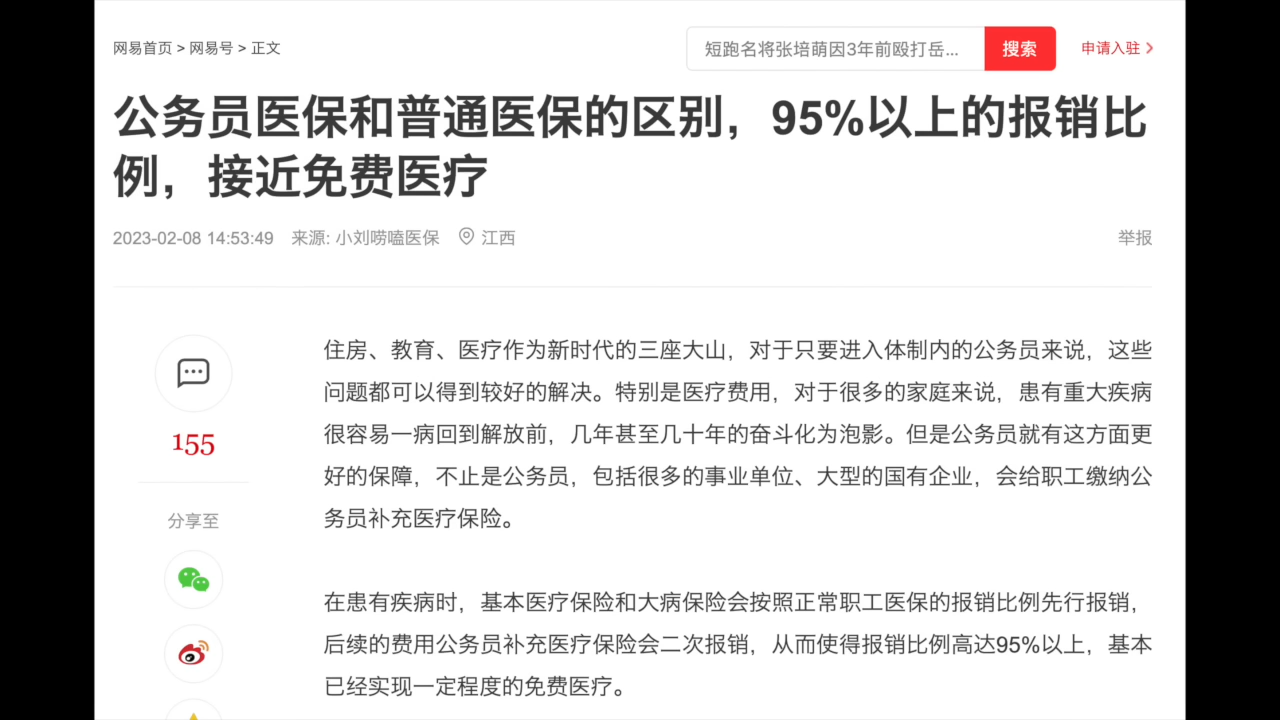 网易首页 > 网易号 > 正文
短跑名将张培萌因3年前殴打岳...
搜索
申请入驻 >
公务员医保和普通医保的区别，95%以上的报销比
例，接近免费医疗
2023-02-08 14:53:49 来源: 小刘唠嗑医保 江西
举报
155
分享至
住房、教育、医疗作为新时代的三座大山，对于只要进入体制内的公务员来说，这些
问题都可以得到较好的解决。特别是医疗费用，对于很多的家庭来说，患有重大疾病
很容易一病回到解放前，几年甚至几十年的奋斗化为泡影。但是公务员就有这方面更
好的保障，不止是公务员，包括很多的事业单位、大型的国有企业，会给职工缴纳公
务员补充医疗保险。
在患有疾病时，基本医疗保险和大病保险会按照正常职工医保的报销比例先行报销，
后续的费用公务员补充医疗保险会二次报销，从而使得报销比例高达95%以上，基本
已经实现一定程度的免费医疗。